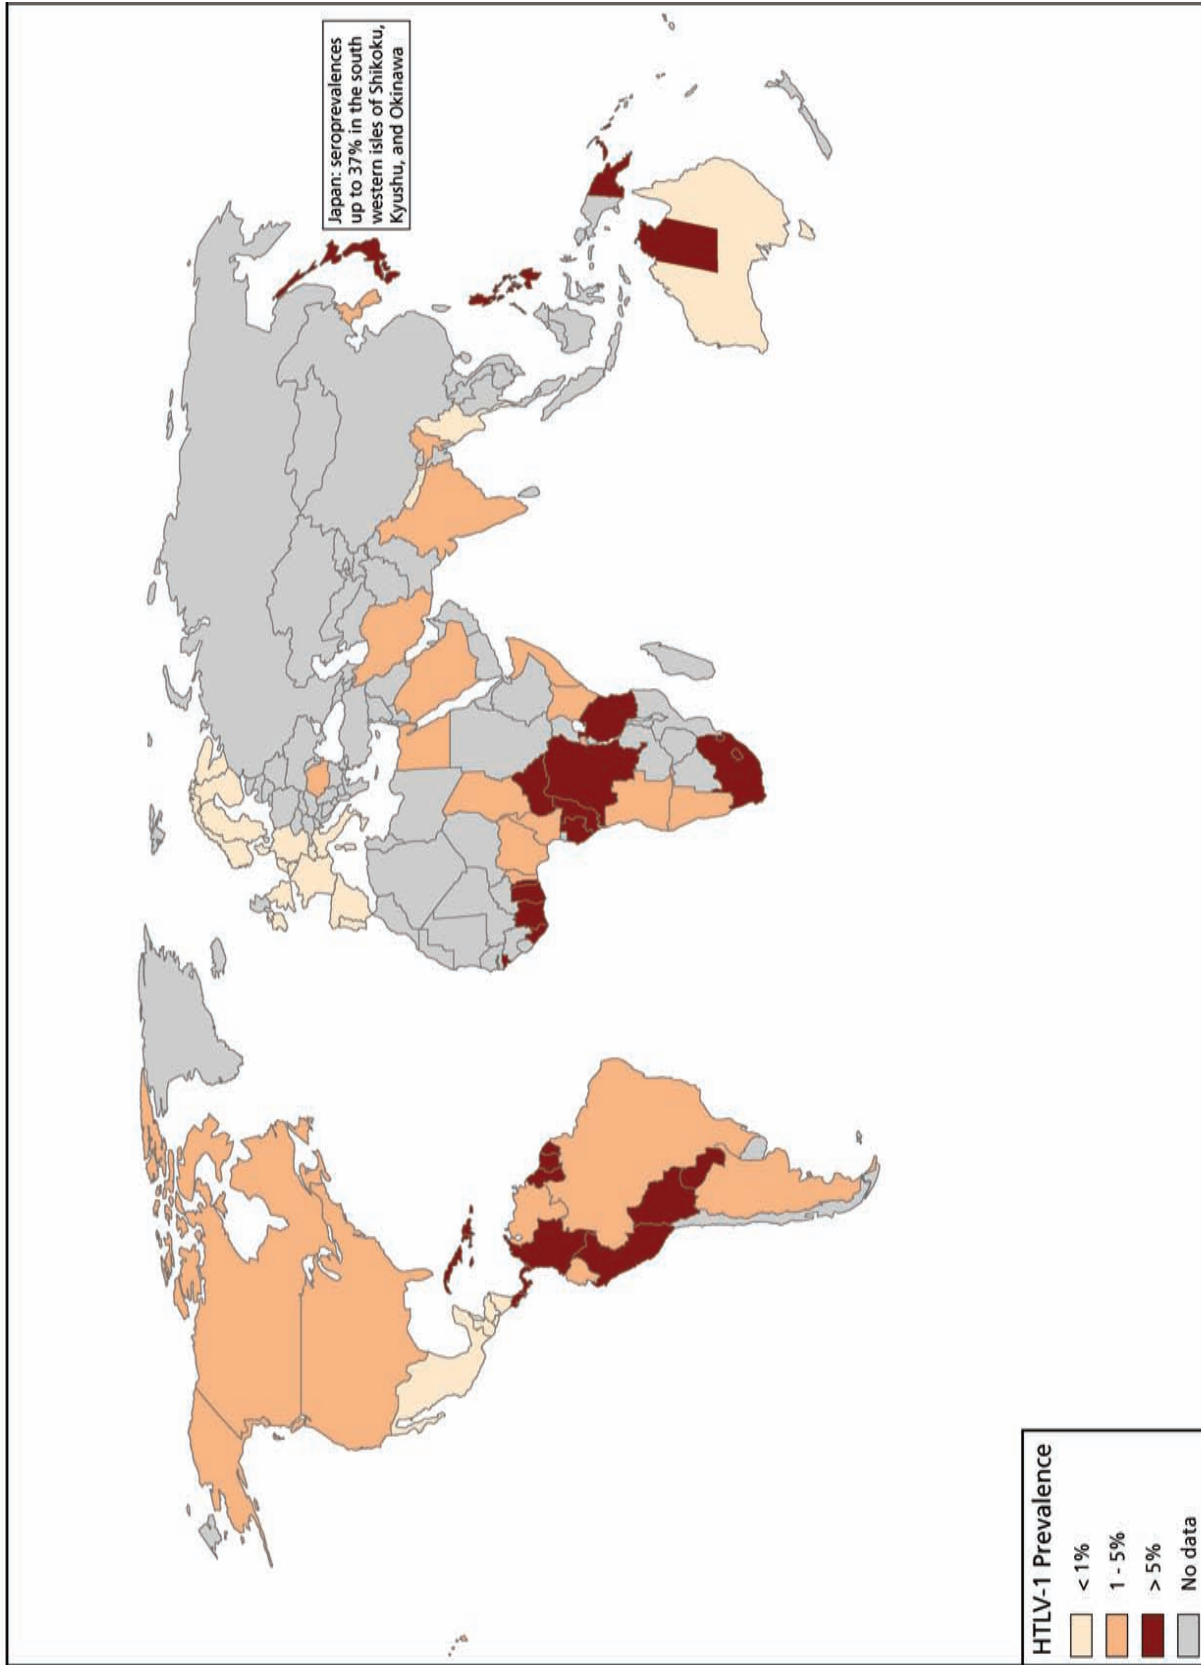 Japan: seroprevalences
up to 37% in the south
western isles of Shikoku,
Kyushu, and Okinawa
HTLV-1 Prevalence
< 1%
1 - 5%
> 5%
No data